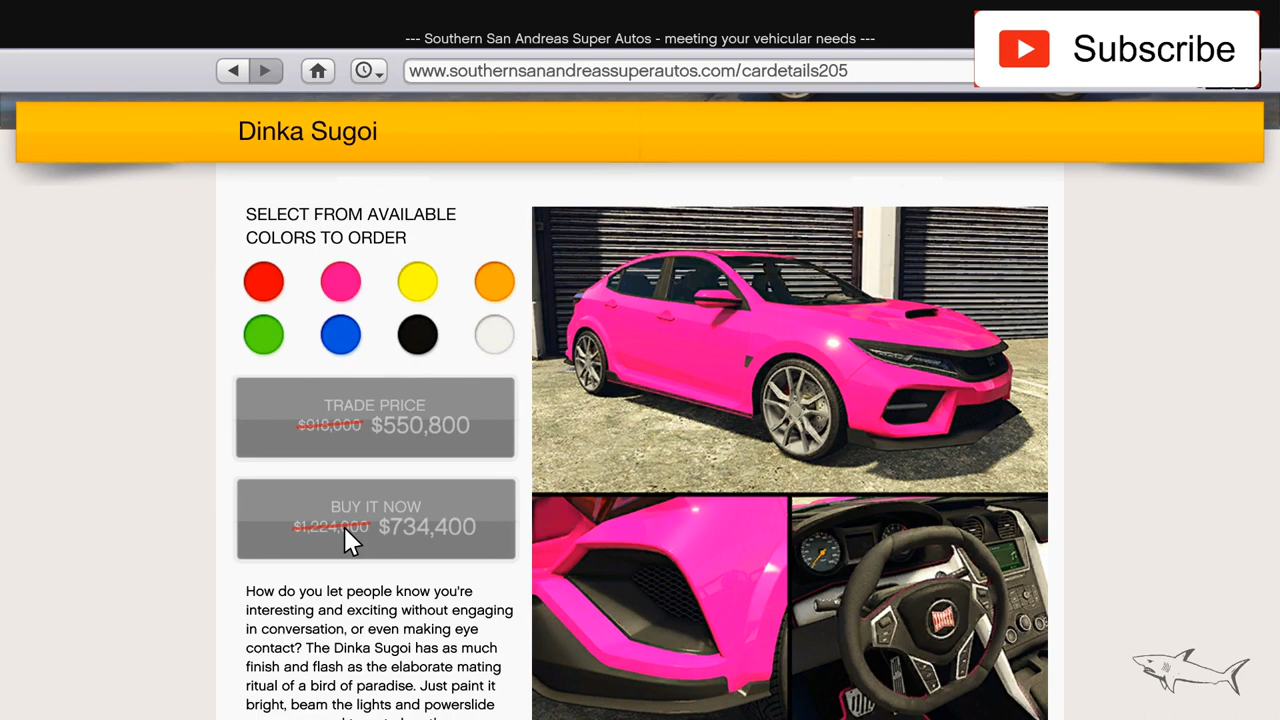 --- Southern San Andreas Super Autos - meeting your vehicular needs ---
Subscribe
www.southernsanandreassuperautos.com/cardetails205
Dinka Sugoi
SELECT FROM AVAILABLE
COLORS TO ORDER
TRADE PRICE
$918,000 $550,800
BUY IT NOW
$1,224,000 $734,400
How do you let people know you're
interesting and exciting without engaging
in conversation, or even making eye
contact? The Dinka Sugoi has as much
finish and flash as the elaborate mating
ritual of a bird of paradise. Just paint it
bright, beam the lights and powerslide